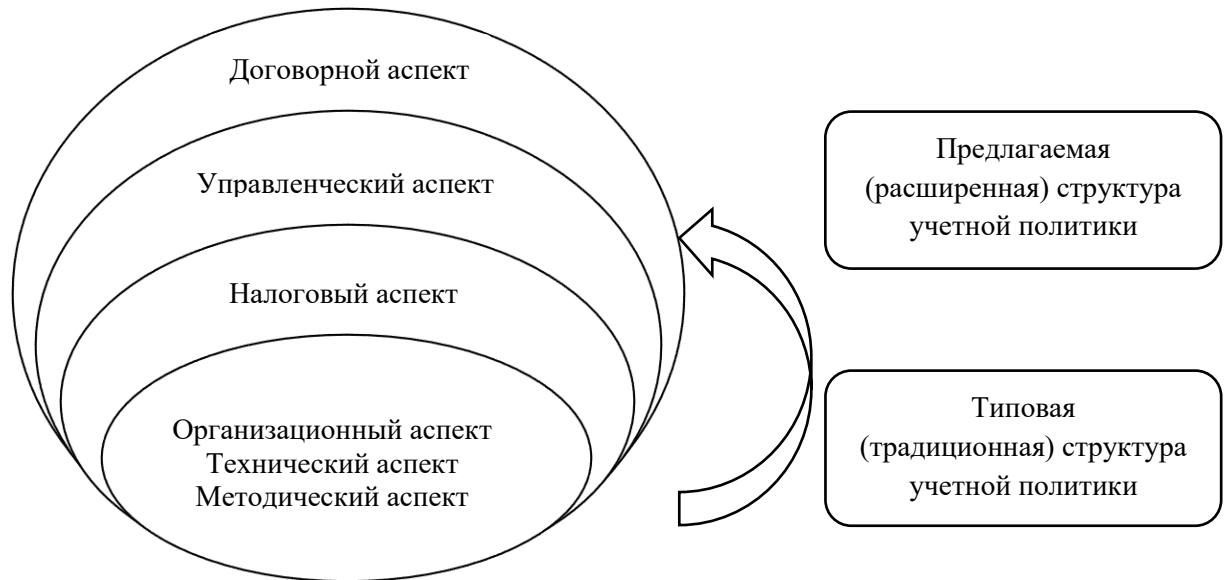 Договорной аспект
Управленческий аспект
Налоговый аспект
Организационный аспект
Технический аспект
Методический аспект
Предлагаемая
(расширенная) структура
учетной политики
Типовая
(традиционная) структура
учетной политики